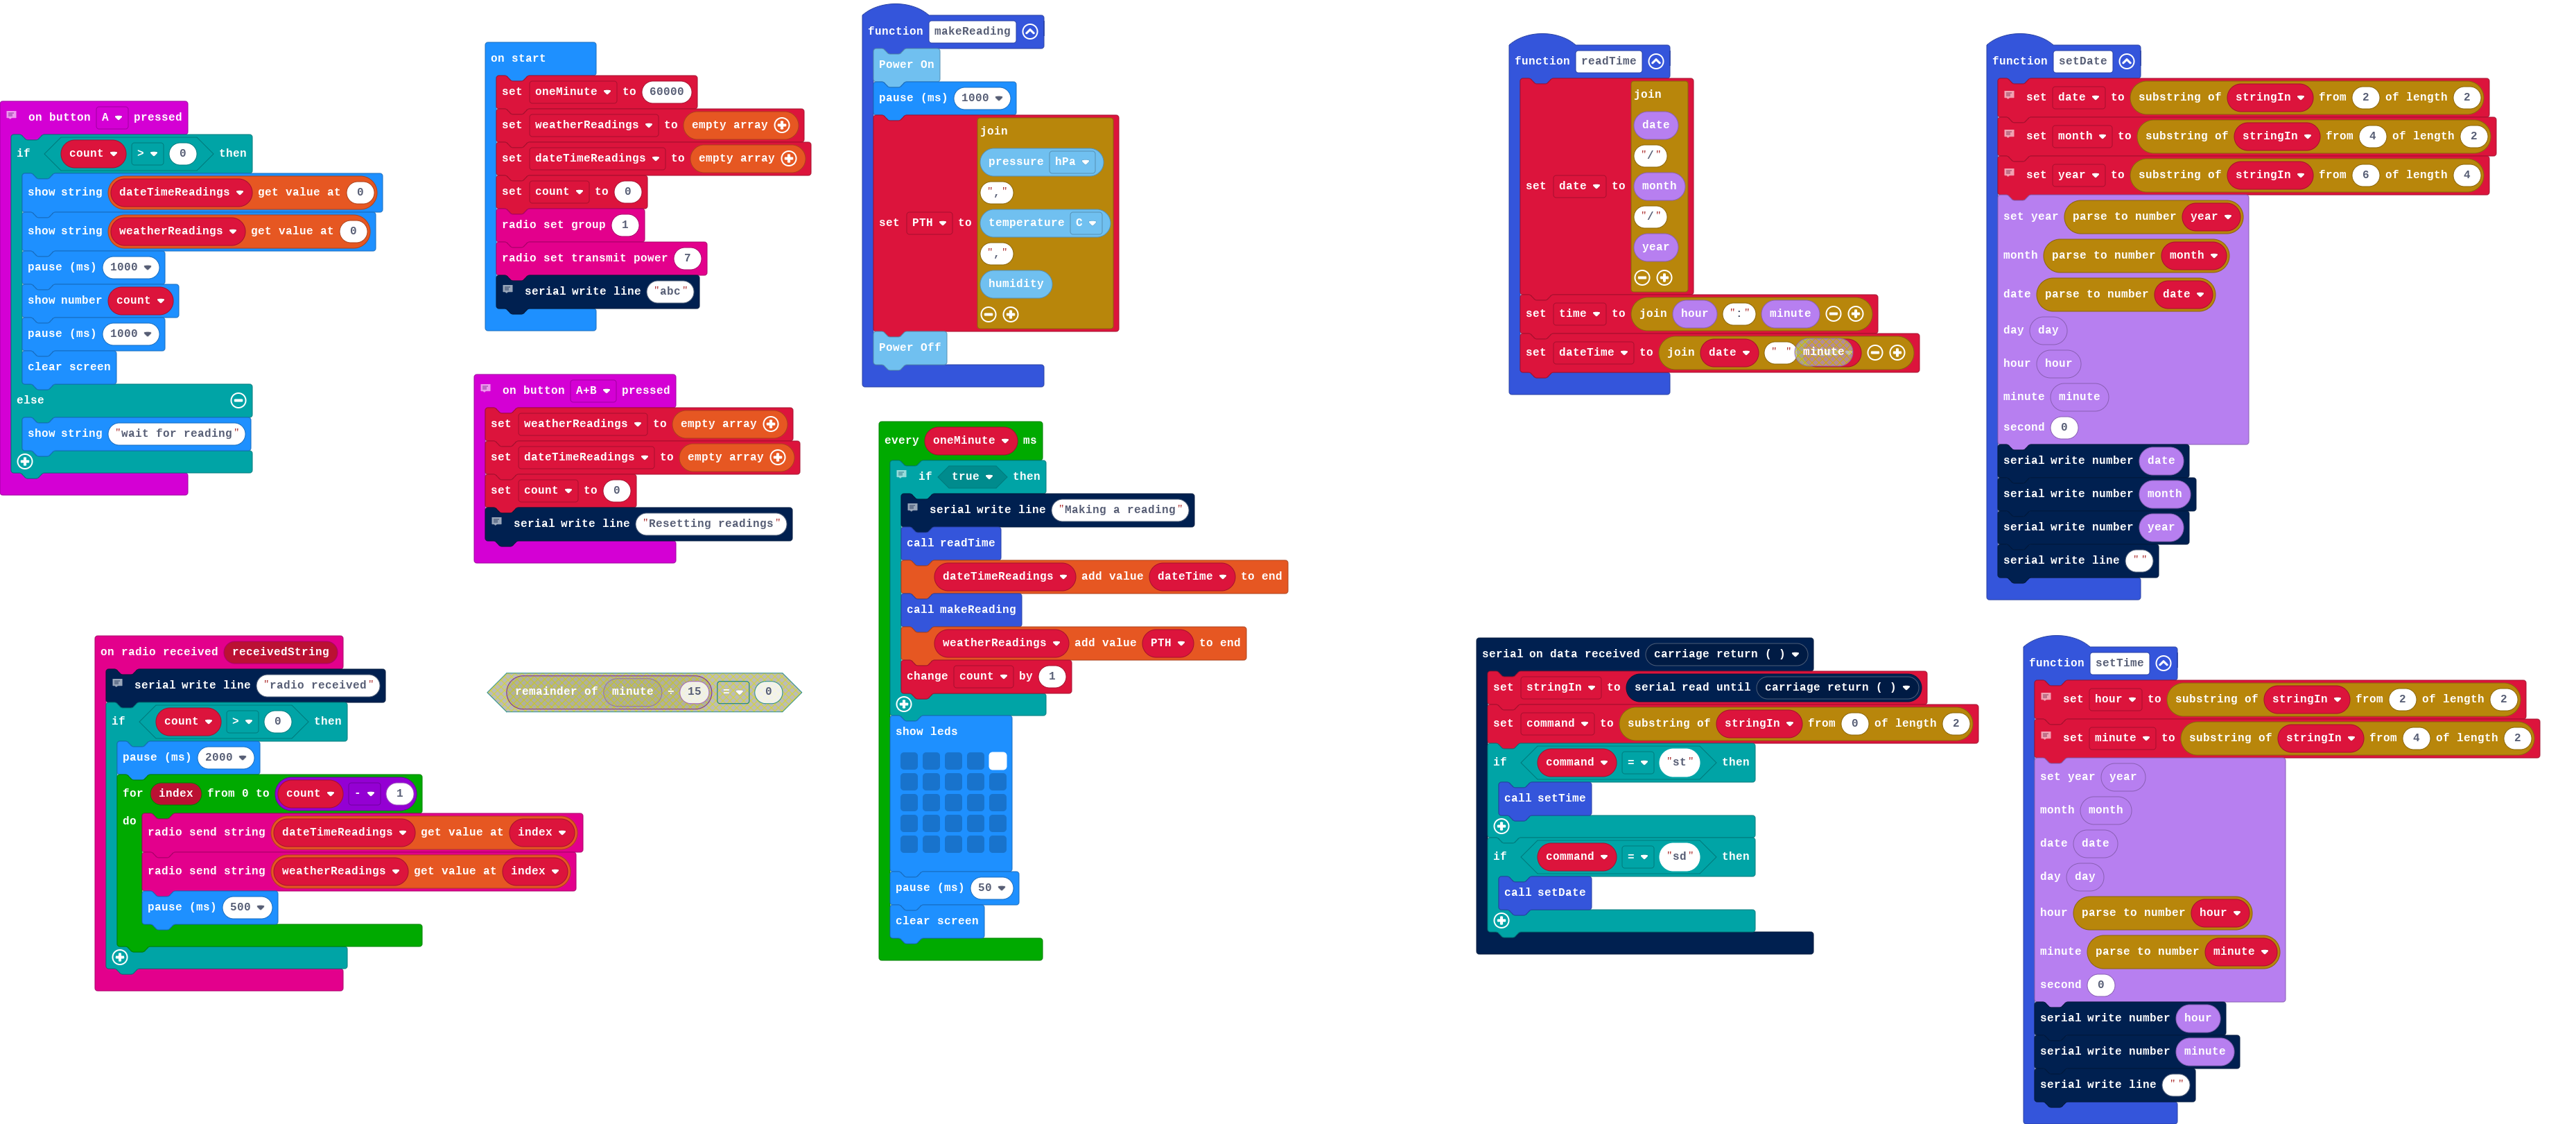 on button A pressed
if count > 0 then
show string dateTimeReadings get value at 0
show string weatherReadings get value at 0
pause (ms) 1000
show number count
pause (ms) 1000
clear screen
else
show string "wait for reading"
on start
set oneMinute to 60000
set weatherReadings to empty array
set dateTimeReadings to empty array
set count to 0
radio set group 1
radio set transmit power 7
serial write line "abc"
on button A+B pressed
set weatherReadings to empty array
set dateTimeReadings to empty array
set count to 0
serial write line "Resetting readings"
on radio received receivedString
serial write line "radio received"
if count > 0 then
pause (ms) 2000
for index from 0 to count - 1
do
radio send string dateTimeReadings get value at index
radio send string weatherReadings get value at index
pause (ms) 500
remainder of minute ÷ 15 = 0
function makeReading
Power On
pause (ms) 1000
set PTH to join
pressure hPa
","
temperature C
","
humidity
Power Off
every oneMinute ms
if true then
serial write line "Making a reading"
call readTime
dateTimeReadings add value dateTime to end
call makeReading
weatherReadings add value PTH to end
change count by 1
show leds
pause (ms) 50
clear screen
function readTime
set date to join
date
"/"
month
"/"
year
set time to join hour ":" minute
set dateTime to join date " " minute
serial on data received carriage return ( )
set stringIn to serial read until carriage return ( )
set command to substring of stringIn from 0 of length 2
if command = "st" then
call setTime
if command = "sd" then
call setDate
function setDate
set date to substring of stringIn from 2 of length 2
set month to substring of stringIn from 4 of length 2
set year to substring of stringIn from 6 of length 4
set year parse to number year
month parse to number month
date parse to number date
day day
hour hour
minute minute
second 0
serial write number date
serial write number month
serial write number year
serial write line ""
function setTime
set hour to substring of stringIn from 2 of length 2
set minute to substring of stringIn from 4 of length 2
set year year
month month
date date
day day
hour parse to number hour
minute parse to number minute
second 0
serial write number hour
serial write number minute
serial write line ""